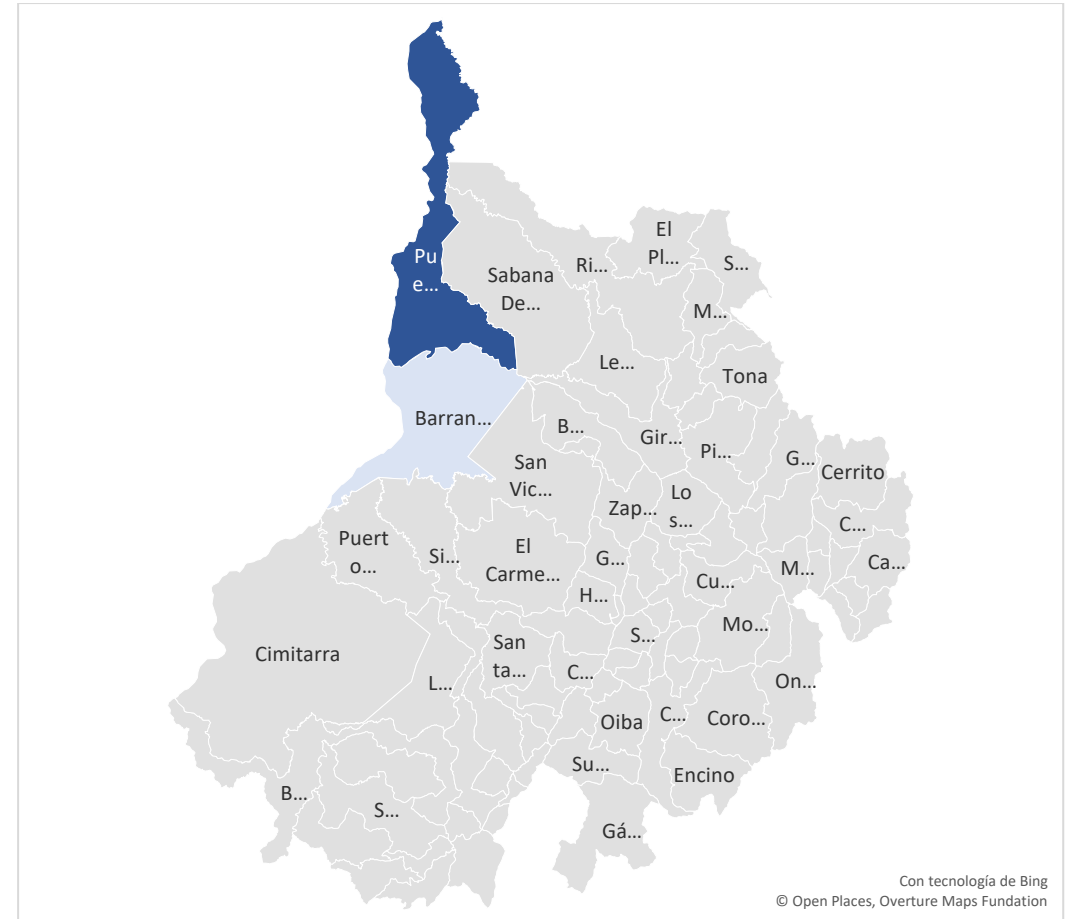 El
Pl...
S...
Ri...
Pu
e...
Sabana
De...
M...
Le...
Tona
Barran...
B...
Gir...
Pi...
G...
Cerrito
San
Vic...
Zap...
Lo
s...
C...
Puert
o...
Si...
El
Carme...
G...
Ca...
M...
Cu...
H...
Mo...
S...
Cimitarra
San
ta...
C...
L...
On...
Oiba
C...
Coro...
Su...
Encino
B...
S...
Gá...
Con tecnología de Bing
© Open Places, Overture Maps Foundation